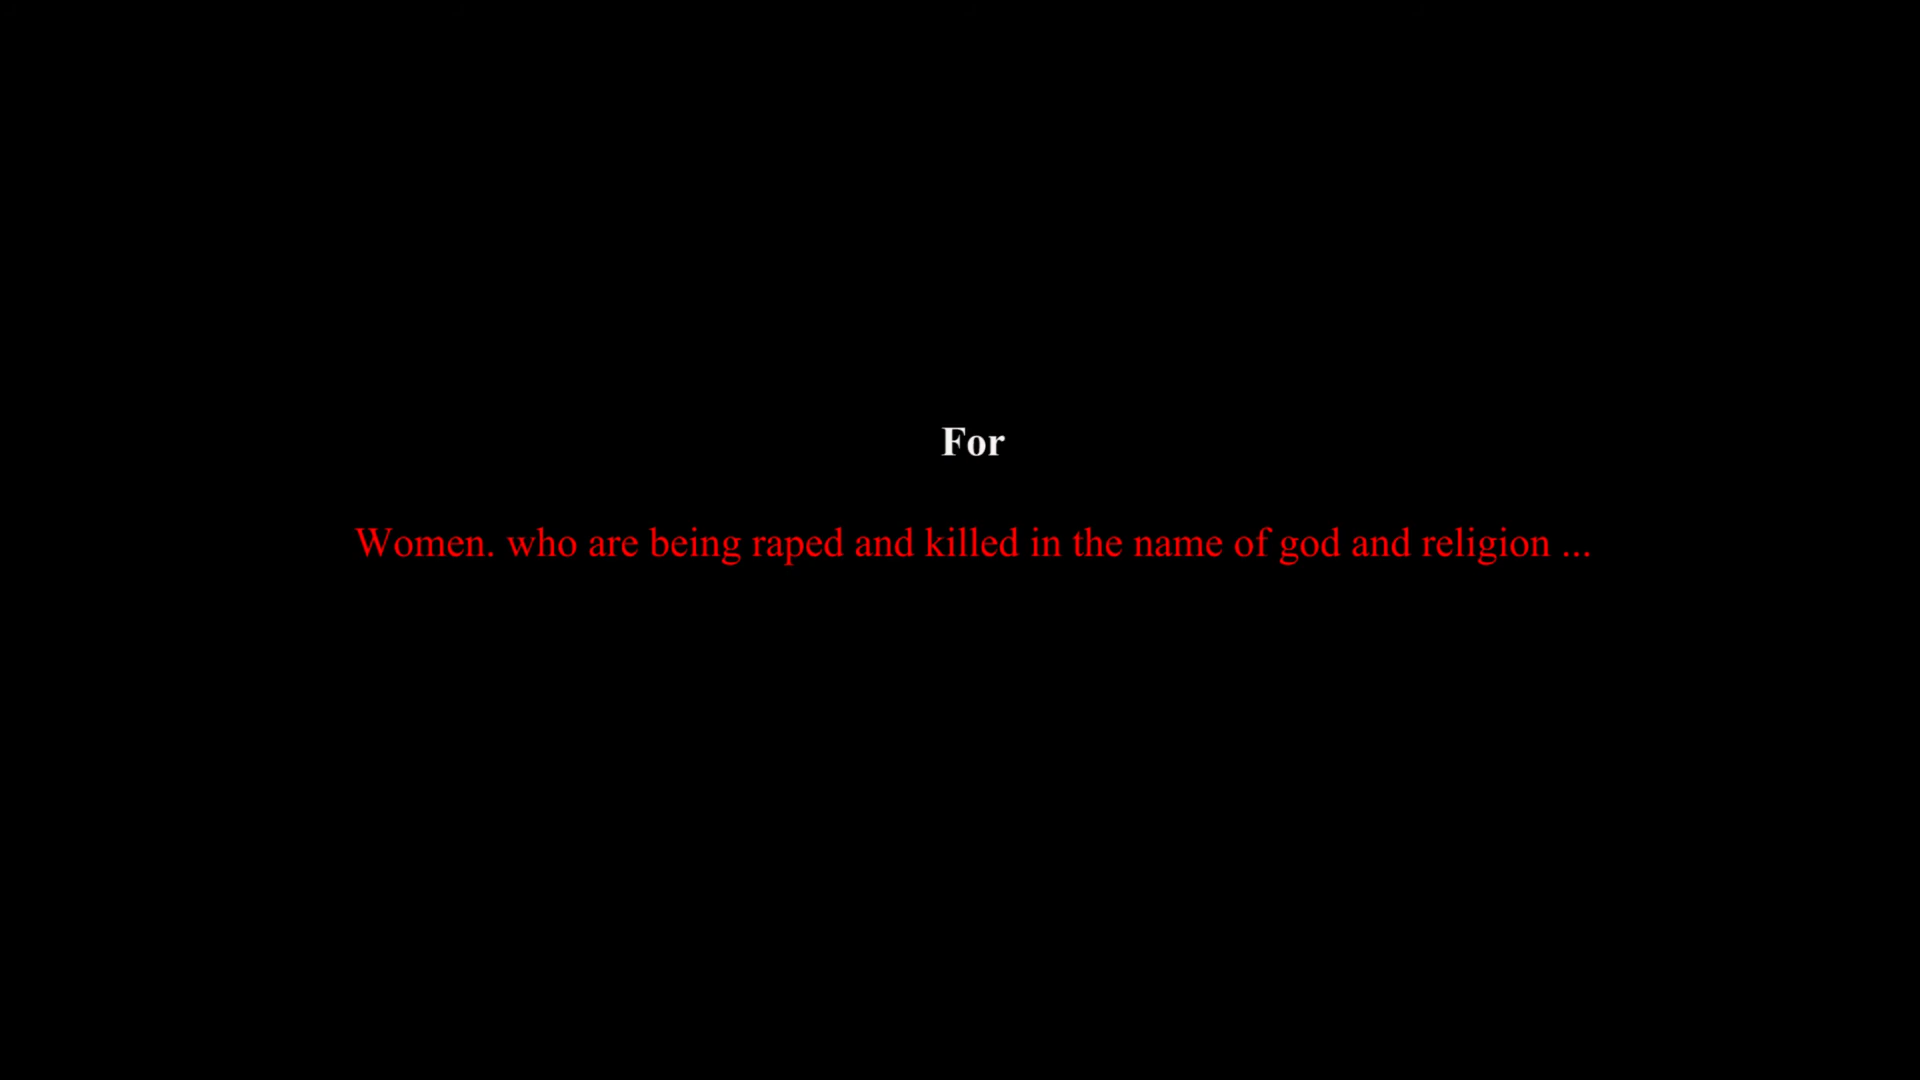 For
Women. who are being raped and killed in the name of god and religion ...